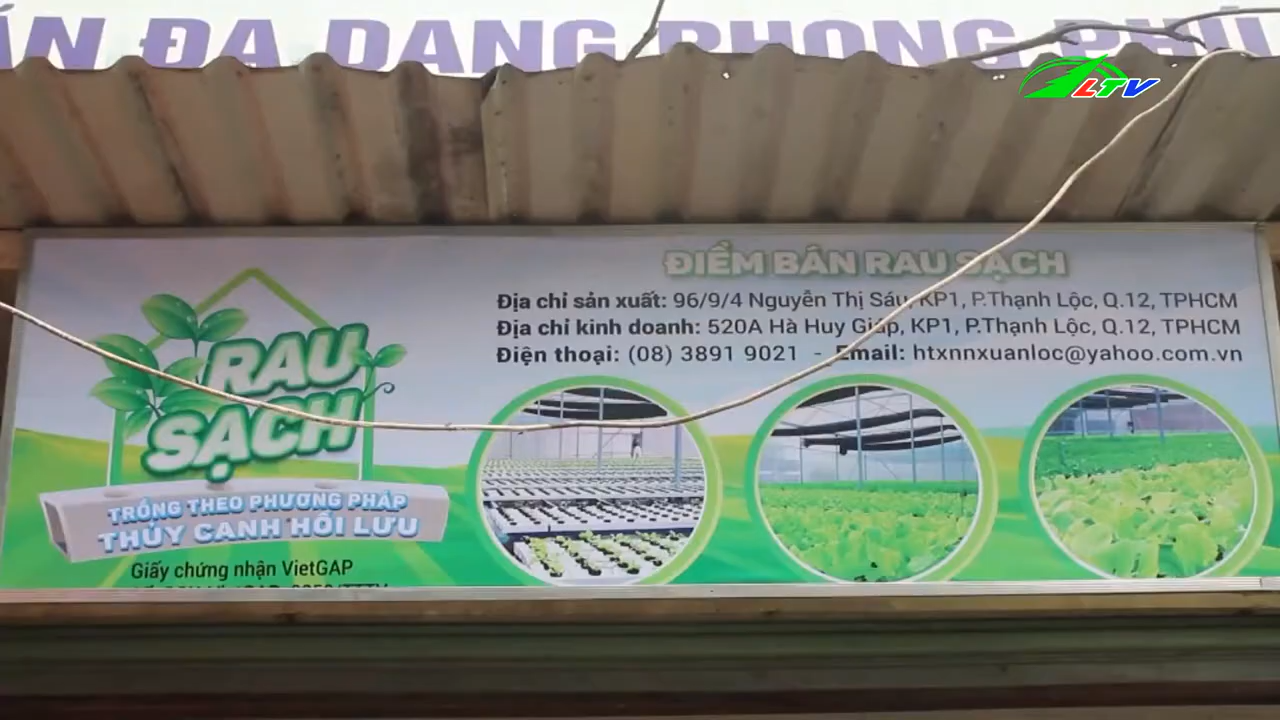 ĐA DẠNG PHONG PHÚ
LTV
ĐIỂM BÁN RAU SẠCH
Địa chỉ sản xuất: 96/9/4 Nguyễn Thị Sáu, KP1, P.Thạnh Lộc, Q.12, TPHCM
Địa chỉ kinh doanh: 520A Hà Huy Giáp, KP1, P.Thạnh Lộc, Q.12, TPHCM
Điện thoại: (08) 3891 9021 - Email: htxnnxuanloc@yahoo.com.vn
RAU
SẠCH
TRỒNG THEO PHƯƠNG PHÁP
THỦY CANH HỒI LƯU
Giấy chứng nhận VietGAP